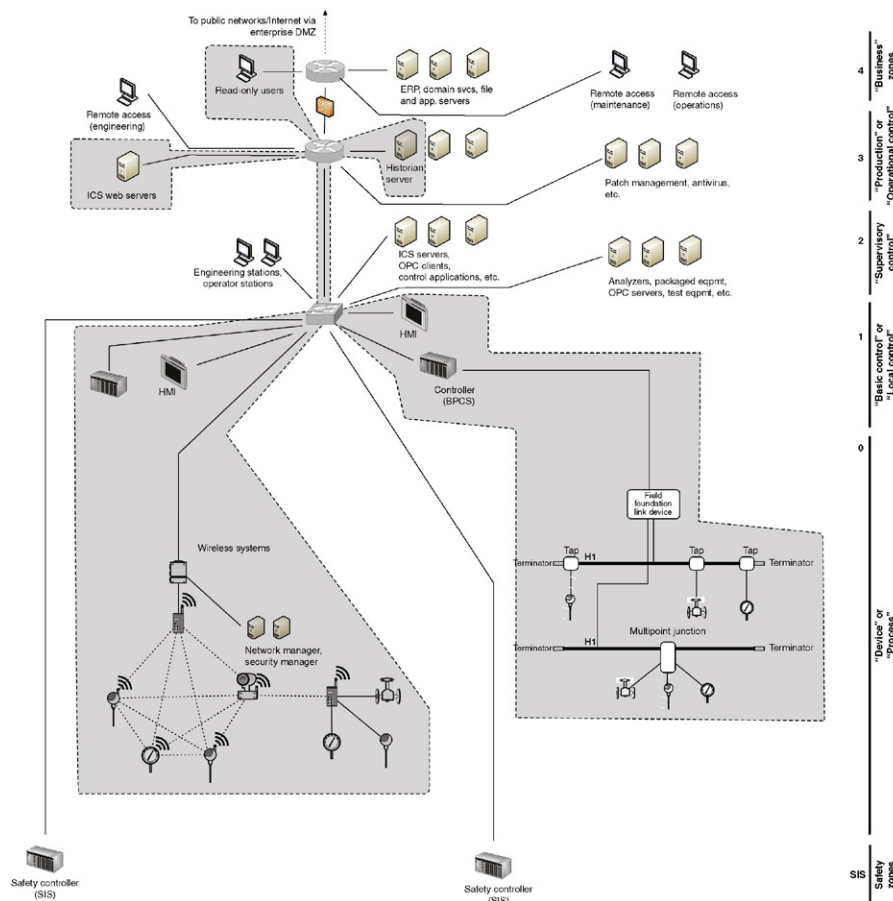 To public networks/Internet via
enterprise DMZ
Read-only users
ERP, domain svcs, file
and app. servers
Remote access
(maintenance)
Remote access
(operations)
4
"Business"
zones
Remote access
(engineering)
ICS web servers
Historian
server
Patch management, antivirus,
etc.
3
"Production" or
"Operational control"
Engineering stations,
operator stations
ICS servers,
OPC clients,
control applications, etc.
Analyzers, packaged eqpmt,
OPC servers, test eqpmt, etc.
2
"Supervisory
control"
HMI
HMI
Controller
(BPCS)
1
"Basic control" or
"Local control"
0
"Device" or
"Process"
Field
foundation
link device
Wireless systems
Terminator
Tap
H1
Tap
Tap
Terminator
Network manager,
security manager
Terminator
H1
Multipoint junction
Terminator
Safety controller
(SIS)
Safety controller
(SIS)
SIS
Safety
zones